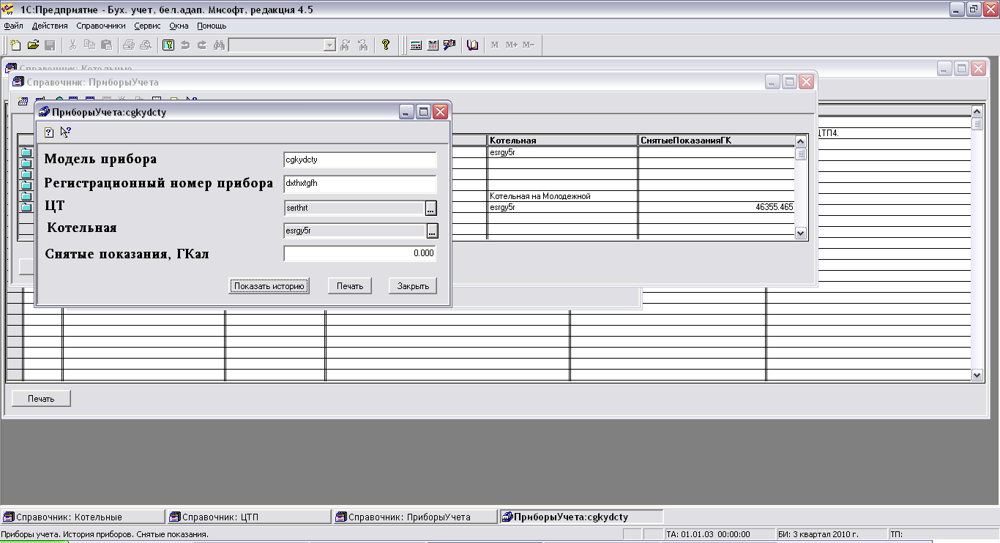 1С:Предприятие - Бух. учет, бел.адап. Мисофт, редакция 4.5
Файл Действия Справочники Сервис Окна Помощь
M M+ M-
Справочник: Котельные
Справочник: ПриборыУчета
ПриборыУчета:cgkydcty
Котельная СнятыеПоказанияГК
ЦТП4.
esrgy5r
Котельная на Молодежной
esrgy5r 46355.465
Модель прибора cgkydcty
Регистрационный номер прибора dxthxtgfh
ЦТ serthrt ...
Котельная esrgy5r ...
Снятые показания, ГКал 0.000
Показать историю Печать Закрыть
Печать
Справочник: Котельные Справочник: ЦТП Справочник: ПриборыУчета ПриборыУчета:cgkydcty
Приборы учета. История приборов. Снятые показания. ТА: 01.01.03 00:00:00 БИ: 3 квартал 2010 г. ТП: